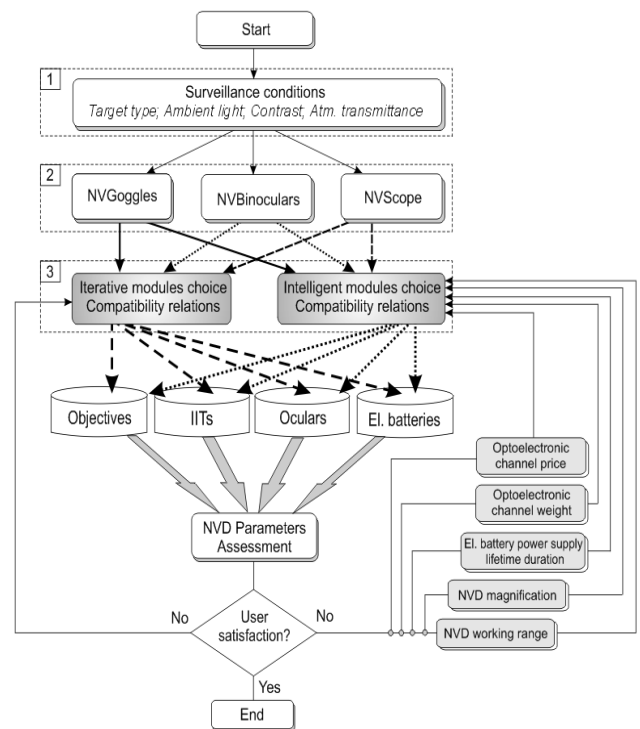 Start
1
Surveillance conditions
Target type; Ambient light; Contrast; Atm. transmittance
2
NVGoggles
NVBinoculars
NVScope
3
Iterative modules choice
Compatibility relations
Intelligent modules choice
Compatibility relations
Objectives
IITs
Oculars
El. batteries
Optoelectronic
channel price
Optoelectronic
channel weight
El. battery power supply
lifetime duration
NVD magnification
NVD working range
NVD Parameters
Assessment
No
User
satisfaction?
No
Yes
End